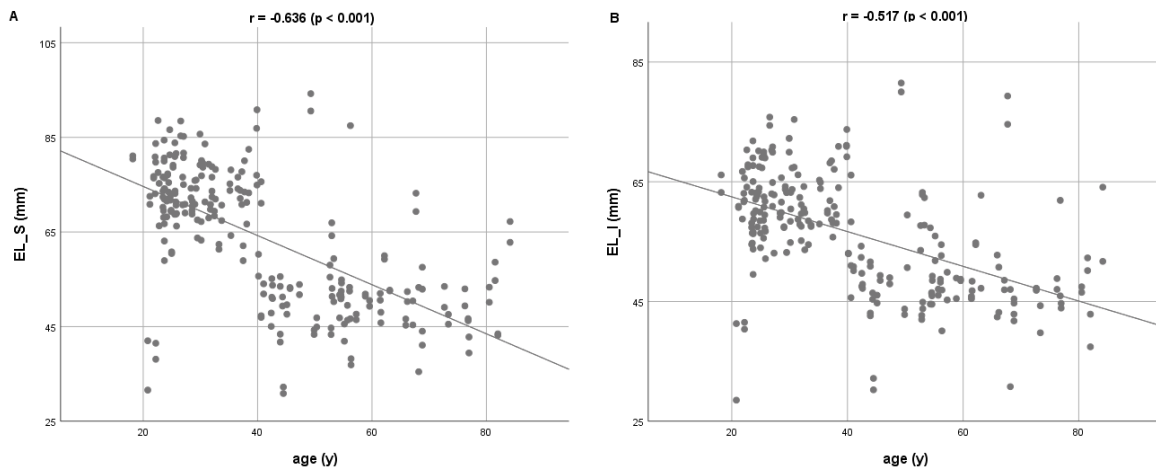 A
r = -0.636 (p < 0.001)
EL_S (mm)
105
85
65
45
25
20
40
60
80
age (y)
B
r = -0.517 (p < 0.001)
EL_I (mm)
85
65
45
25
20
40
60
80
age (y)